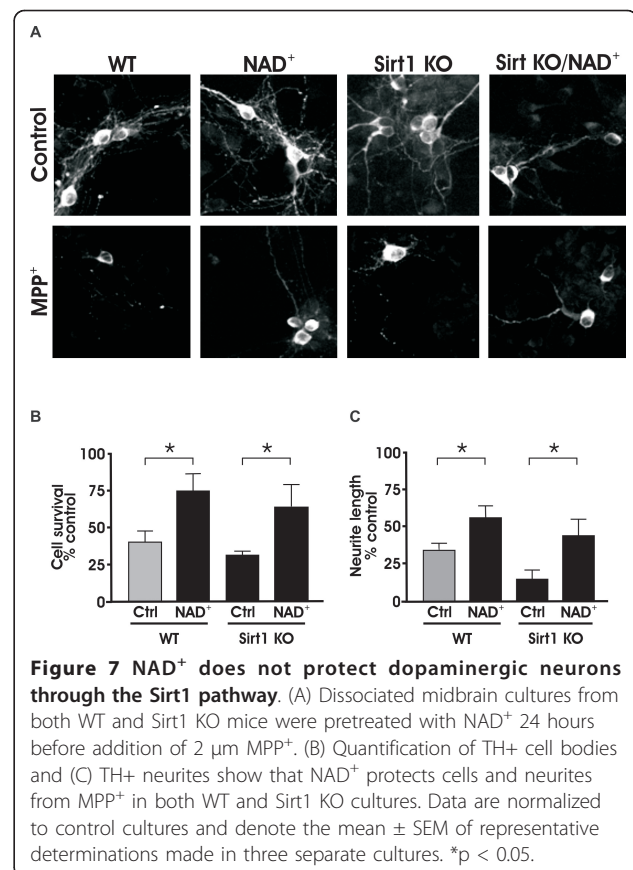 A
WT NAD⁺ Sirt1 KO Sirt KO/NAD⁺
Control
MPP⁺
B
C
Cell survival
% control
100
75
50
25
0
*
*
Ctrl NAD⁺ Ctrl NAD⁺
WT Sirt1 KO
Neurite length
% control
100
75
50
25
0
*
*
Ctrl NAD⁺ Ctrl NAD⁺
WT Sirt1 KO
Figure 7 NAD⁺ does not protect dopaminergic neurons
through the Sirt1 pathway. (A) Dissociated midbrain cultures from
both WT and Sirt1 KO mice were pretreated with NAD⁺ 24 hours
before addition of 2 μm MPP⁺. (B) Quantification of TH+ cell bodies
and (C) TH+ neurites show that NAD⁺ protects cells and neurites
from MPP⁺ in both WT and Sirt1 KO cultures. Data are normalized
to control cultures and denote the mean ± SEM of representative
determinations made in three separate cultures. *p < 0.05.